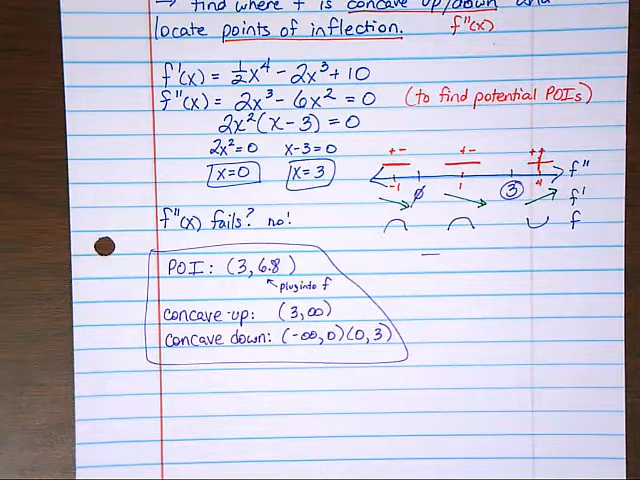 → find where f is concave up/down and
locate points of inflection. f''(x)
f'(x) = 1/2x⁴ - 2x³ + 10
f''(x) = 2x³ - 6x² = 0 (to find potential POIs)
2x²(x - 3) = 0
2x² = 0 x-3=0
x=0 x=3
+- +- ++
f''
-1 0 1 3 4
f'
f''(x) fails? no!
f
POI: (3, 6.8)
plug into f
concave up: (3, ∞)
concave down: (-∞, 0)(0, 3)